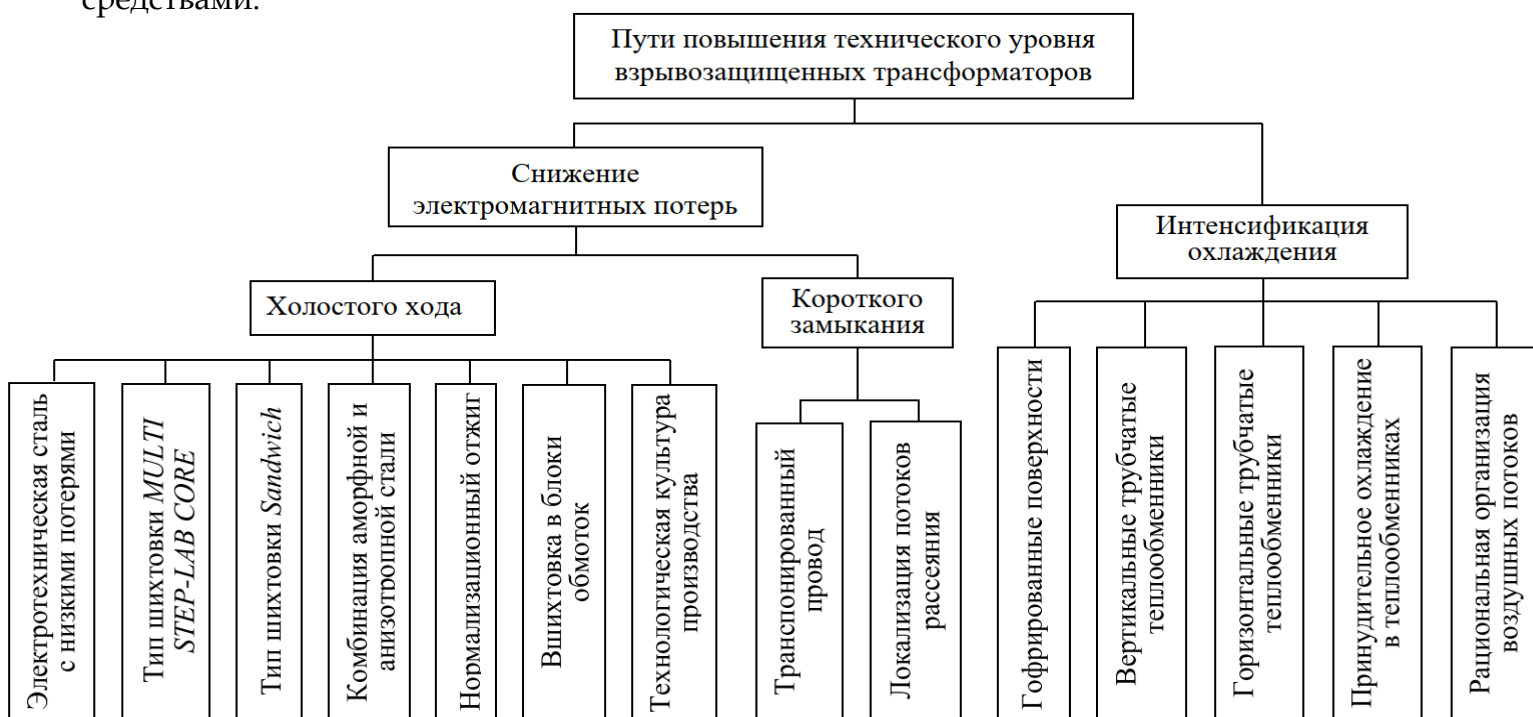 средствами.
Пути повышения технического уровня
взрывозащищенных трансформаторов
Снижение
электромагнитных потерь
Интенсификация
охлаждения
Холостого хода
Короткого
замыкания
Электротехническая сталь
с низкими потерями
Тип шихтовки MULTI
STEP-LAB CORE
Тип шихтовки Sandwich
Комбинация аморфной и
анизотропной стали
Нормализационный отжиг
Вшихтовка в блоки
обмоток
Технологическая культура
производства
Транспонированный
провод
Локализация потоков
рассеяния
Гофрированные поверхности
Вертикальные трубчатые
теплообменники
Горизонтальные трубчатые
теплообменники
Принудительное охлаждение
в теплообменниках
Рациональная организация
воздушных потоков